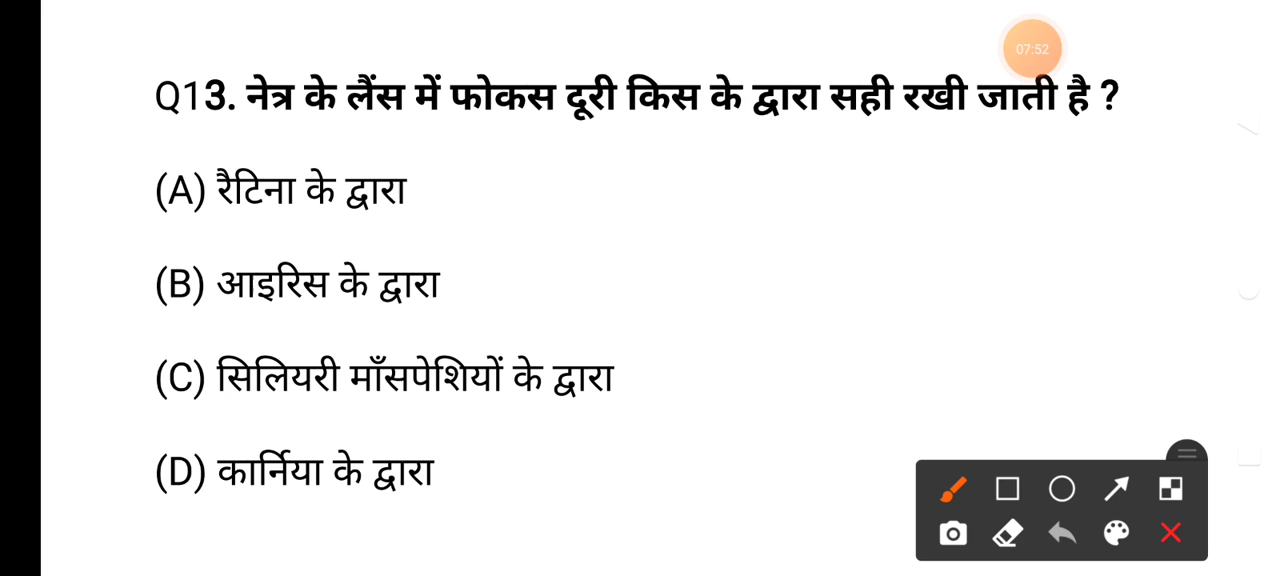 07:52
Q13. नेत्र के लैंस में फोकस दूरी किस के द्वारा सही रखी जाती है ?
(A) रैटिना के द्वारा
(B) आइरिस के द्वारा
(C) सिलियरी माँसपेशियों के द्वारा
(D) कार्निया के द्वारा